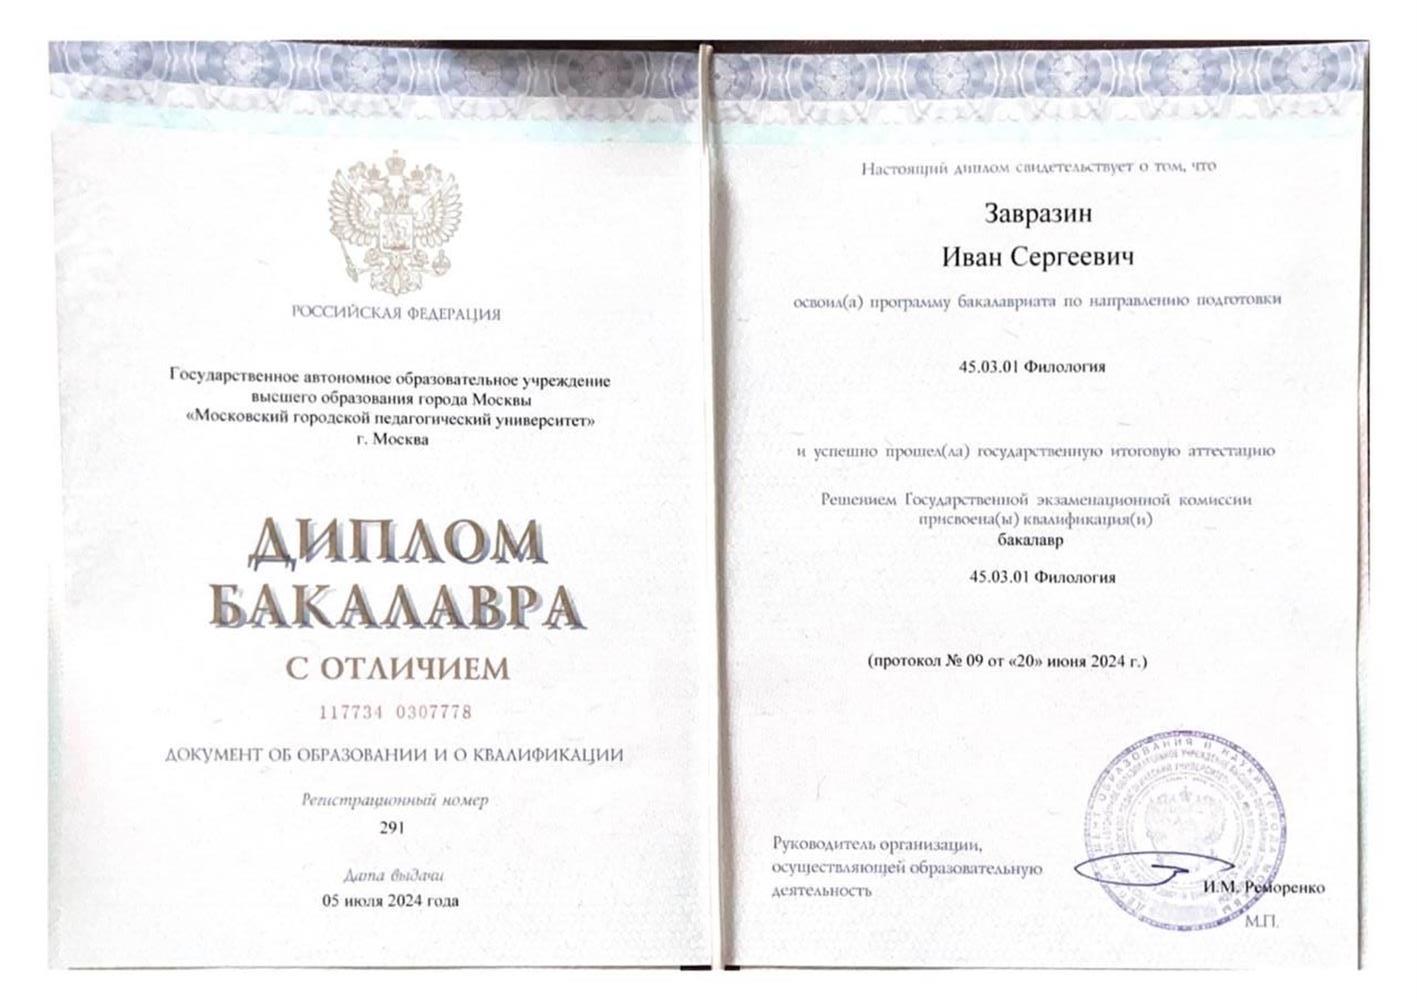 РОССИЙСКАЯ ФЕДЕРАЦИЯ
Государственное автономное образовательное учреждение
высшего образования города Москвы
«Московский городской педагогический университет»
г. Москва
ДИПЛОМ
БАКАЛАВРА
С ОТЛИЧИЕМ
117734 0307778
ДОКУМЕНТ ОБ ОБРАЗОВАНИИ И О КВАЛИФИКАЦИИ
Регистрационный номер
291
Дата выдачи
05 июля 2024 года
Настоящий диплом свидетельствует о том, что
Завразин
Иван Сергеевич
освоил(а) программу бакалавриата по направлению подготовки
45.03.01 Филология
и успешно прошел(ла) государственную итоговую аттестацию
Решением Государственной экзаменационной комиссии
присвоена(ы) квалификация(и)
бакалавр
45.03.01 Филология
(протокол № 09 от «20» июня 2024 г.)
Руководитель организации,
осуществляющей образовательную
деятельность
И.М. Реморенко
М.П.